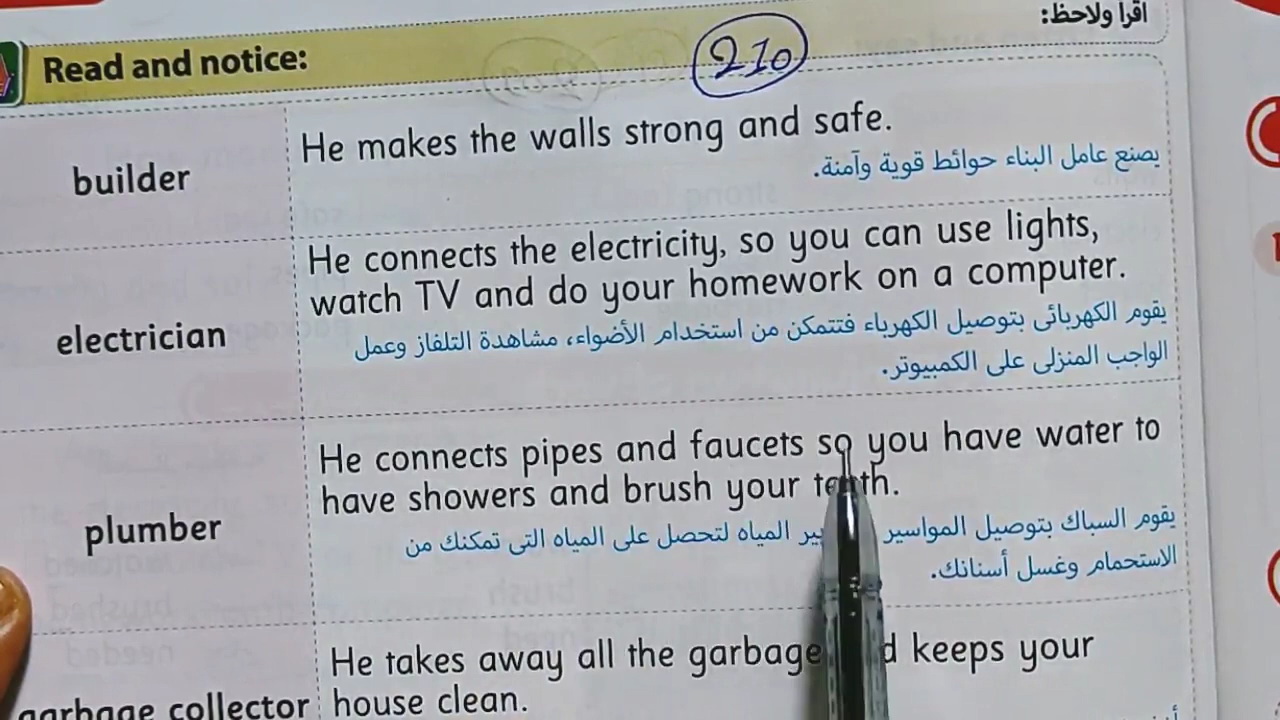 اقرأ ولاحظ:
Read and notice:
210
builder
He makes the walls strong and safe.
يصنع عامل البناء حوائط قوية وآمنة.
electrician
He connects the electricity, so you can use lights,
watch TV and do your homework on a computer.
يقوم الكهربائى بتوصيل الكهرباء فتتمكن من استخدام الأضواء، مشاهدة التلفاز وعمل
الواجب المنزلى على الكمبيوتر.
plumber
He connects pipes and faucets so you have water to
have showers and brush your teeth.
يقوم السباك بتوصيل المواسير المياه لتحصل على المياه التى تمكنك من
الاستحمام وغسل أسنانك.
garbage collector
He takes away all the garbage and keeps your
house clean.